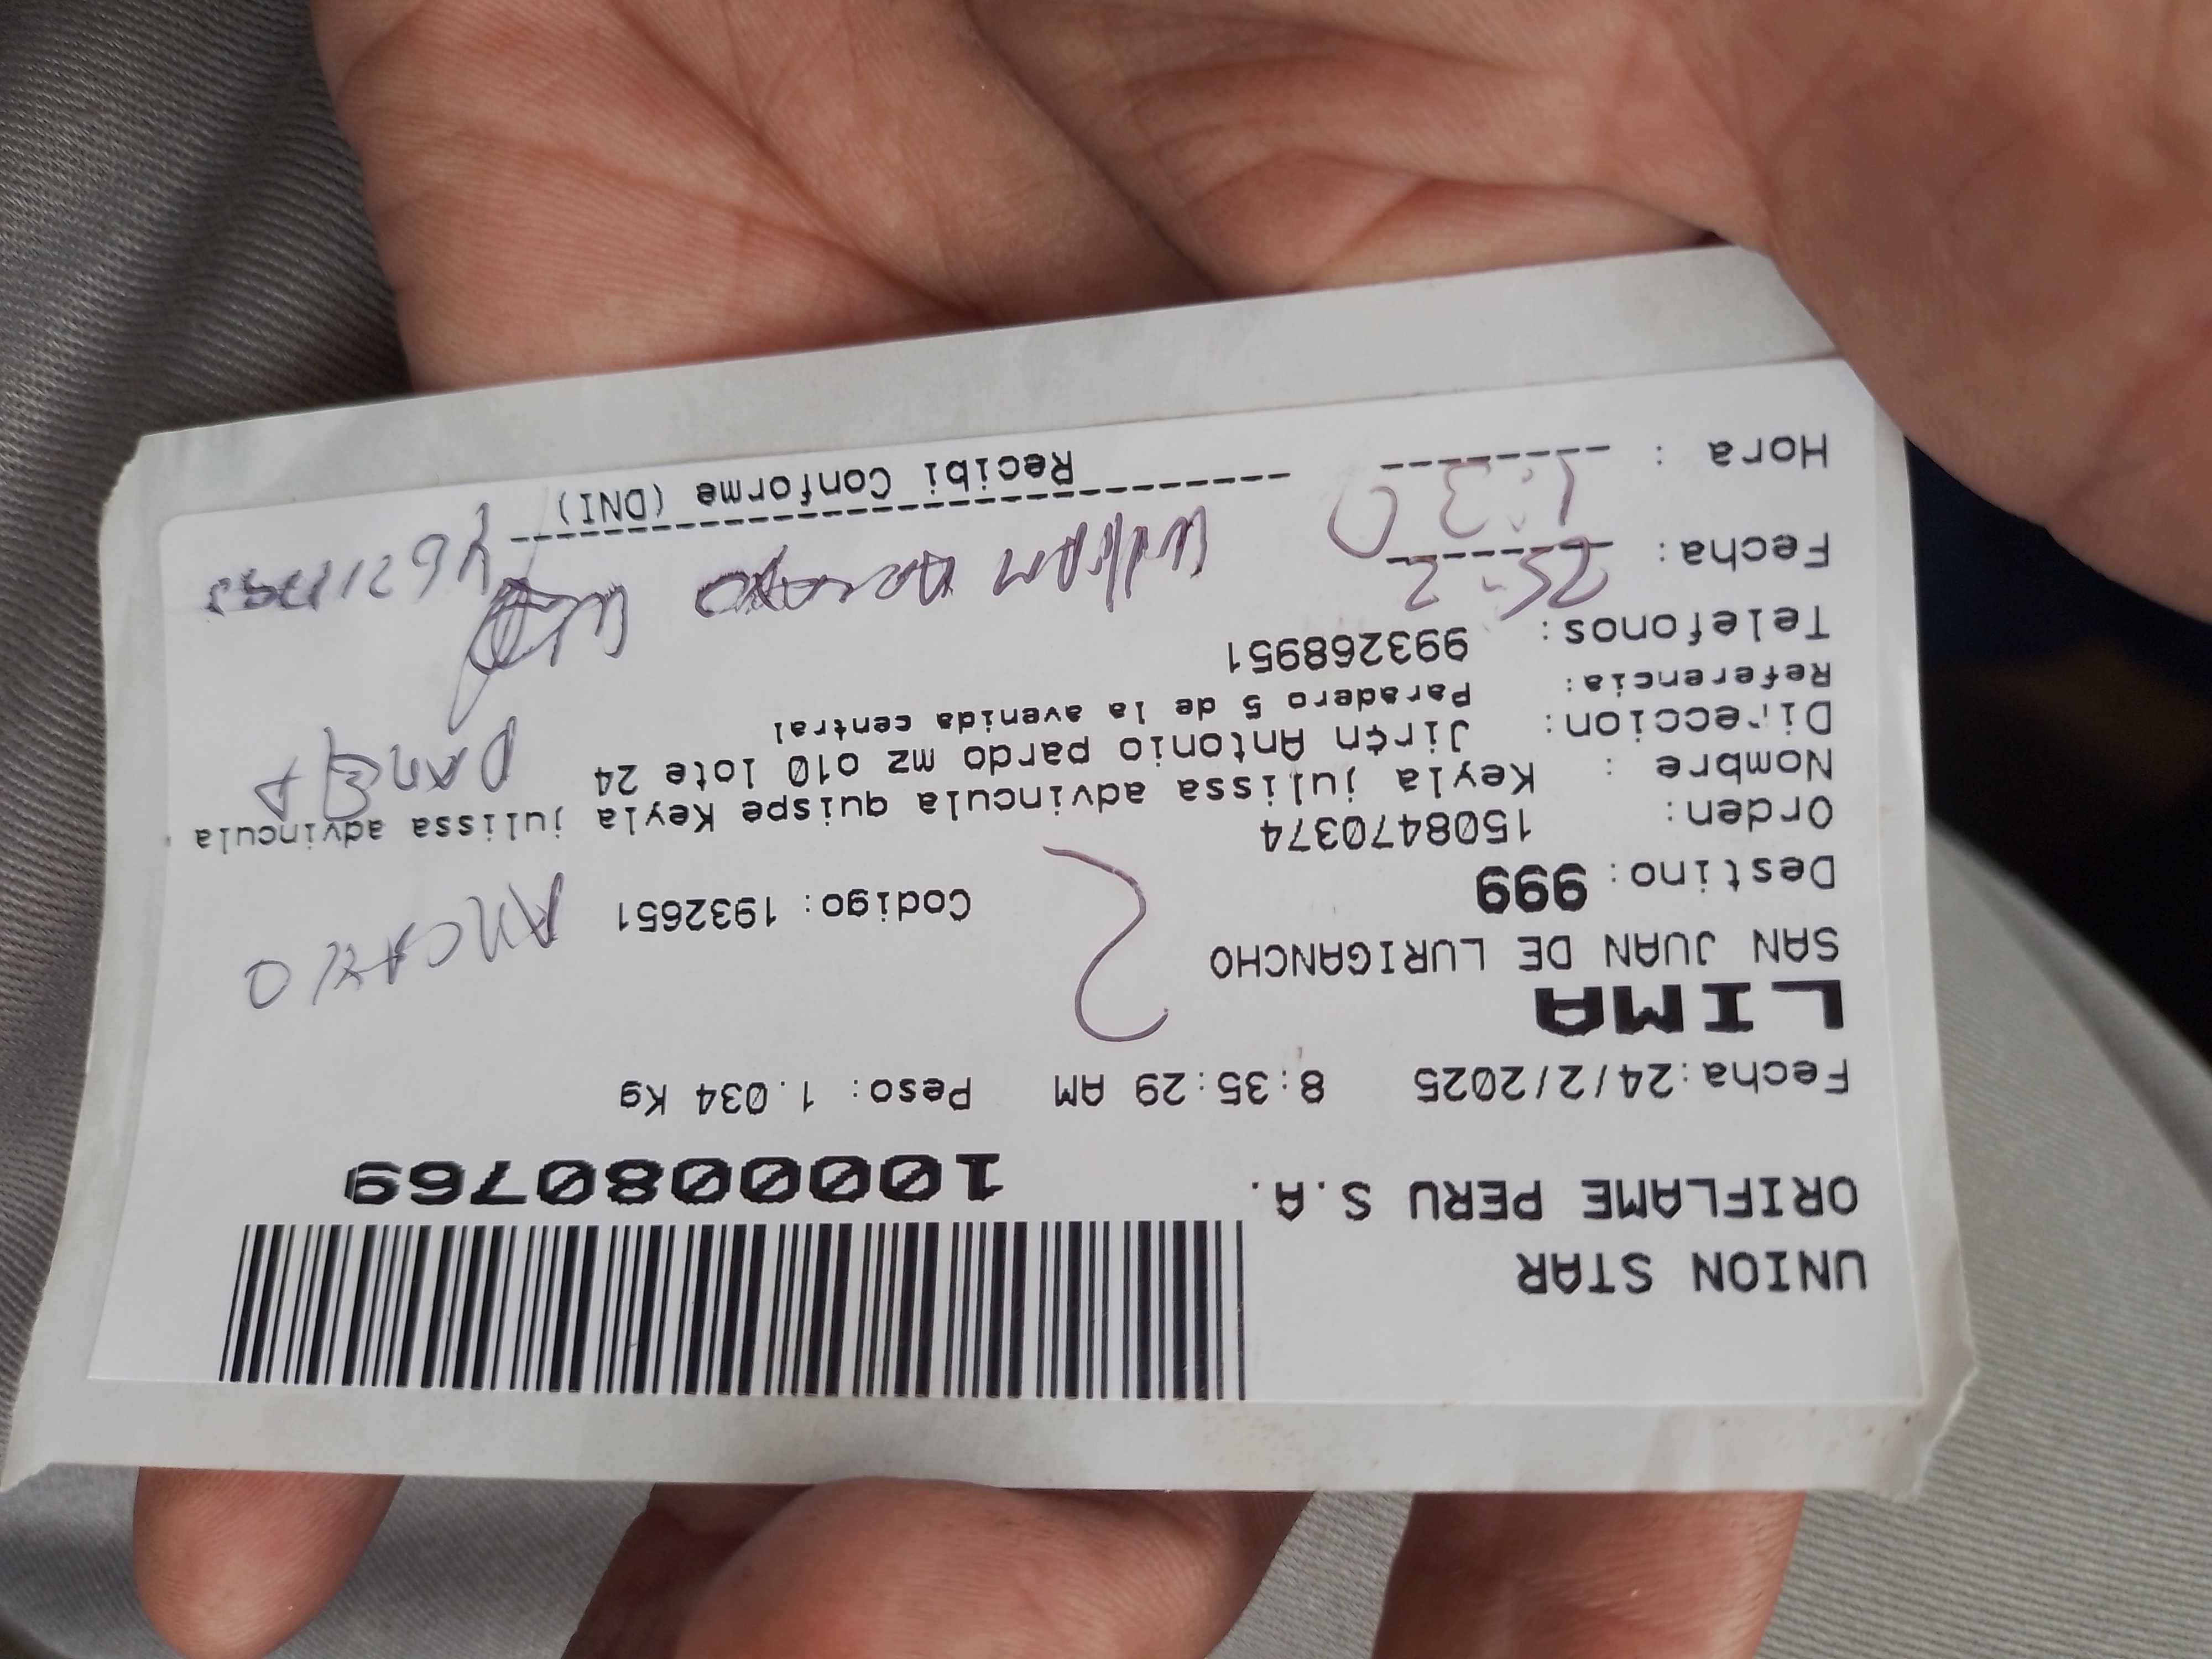 UNION STAR
ORIFLAME PERU S.A.
1000080769
Fecha:24/2/2025 8:35:29 AM Peso: 1.034 Kg
LIMA
SAN JUAN DE LURIGANCHO
Destino: 999 Codigo: 1932651
2
Orden: 1508470374
Nombre : Keyla julissa advincula quispe Keyla julissa advincula
Direccion: Jir¢n Antonio pardo mz o10 lote 24
Referencia: Paradero 5 de la avenida central
Telefonos: 993268951
Fecha: 25-2
Hora : 1:30
Recibi Conforme (DNI)